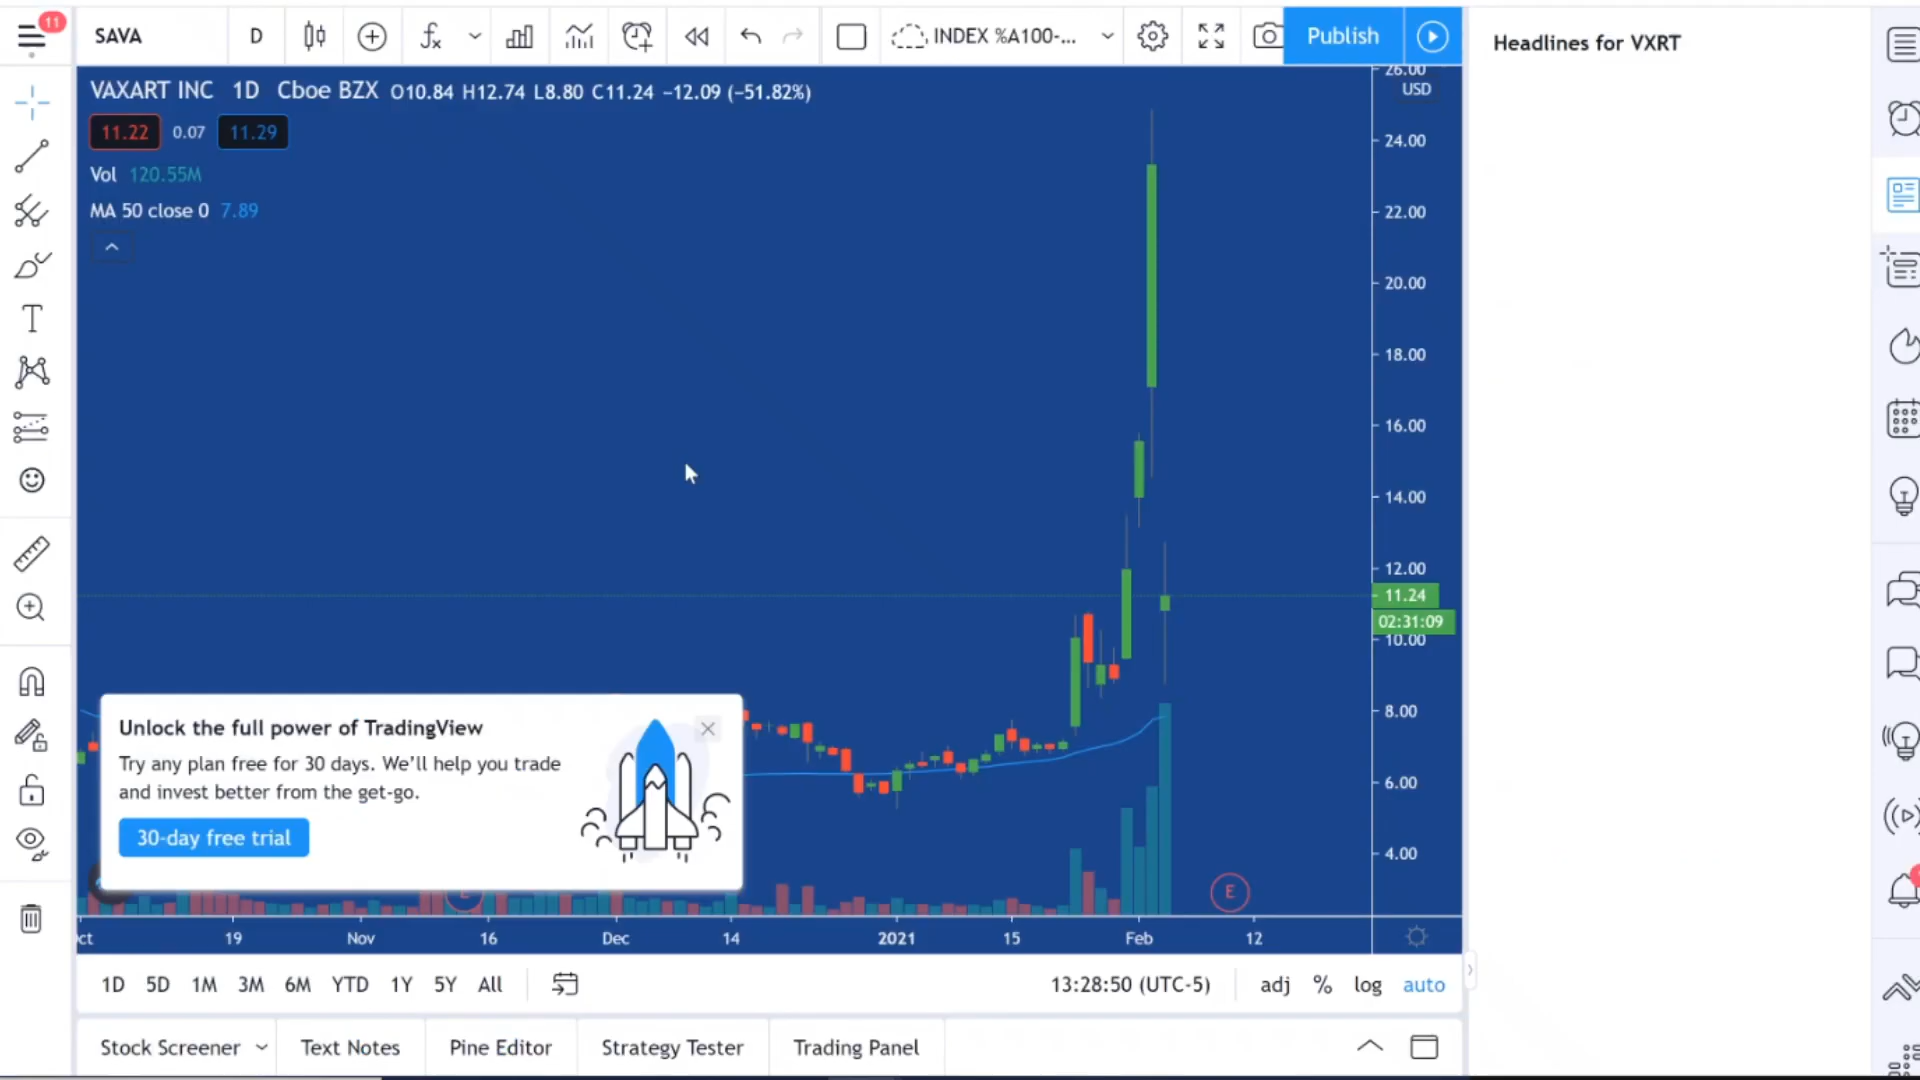 11
SAVA
D
INDEX %A100-...
Publish
Headlines for VXRT
VAXART INC 1D Cboe BZX O10.84 H12.74 L8.80 C11.24 −12.09 (−51.82%)
11.22 0.07 11.29
Vol 120.55M
MA 50 close 0 7.89
26.00
USD
24.00
22.00
20.00
18.00
16.00
14.00
12.00
11.24
02:31:09
10.00
8.00
6.00
4.00
Unlock the full power of TradingView
Try any plan free for 30 days. We'll help you trade
and invest better from the get-go.
30-day free trial
E
E
ct 19 Nov 16 Dec 14 2021 15 Feb 12
1D 5D 1M 3M 6M YTD 1Y 5Y All
13:28:50 (UTC-5) adj % log auto
Stock Screener Text Notes Pine Editor Strategy Tester Trading Panel